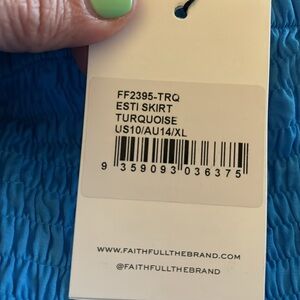 FF2395-TRQ
ESTI SKIRT
TURQUOISE
US10/AU14/XL
9 359093 036375
WWW.FAITHFULLTHEBRAND.COM
@FAITHFULLTHEBRAND